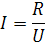 I = R/U